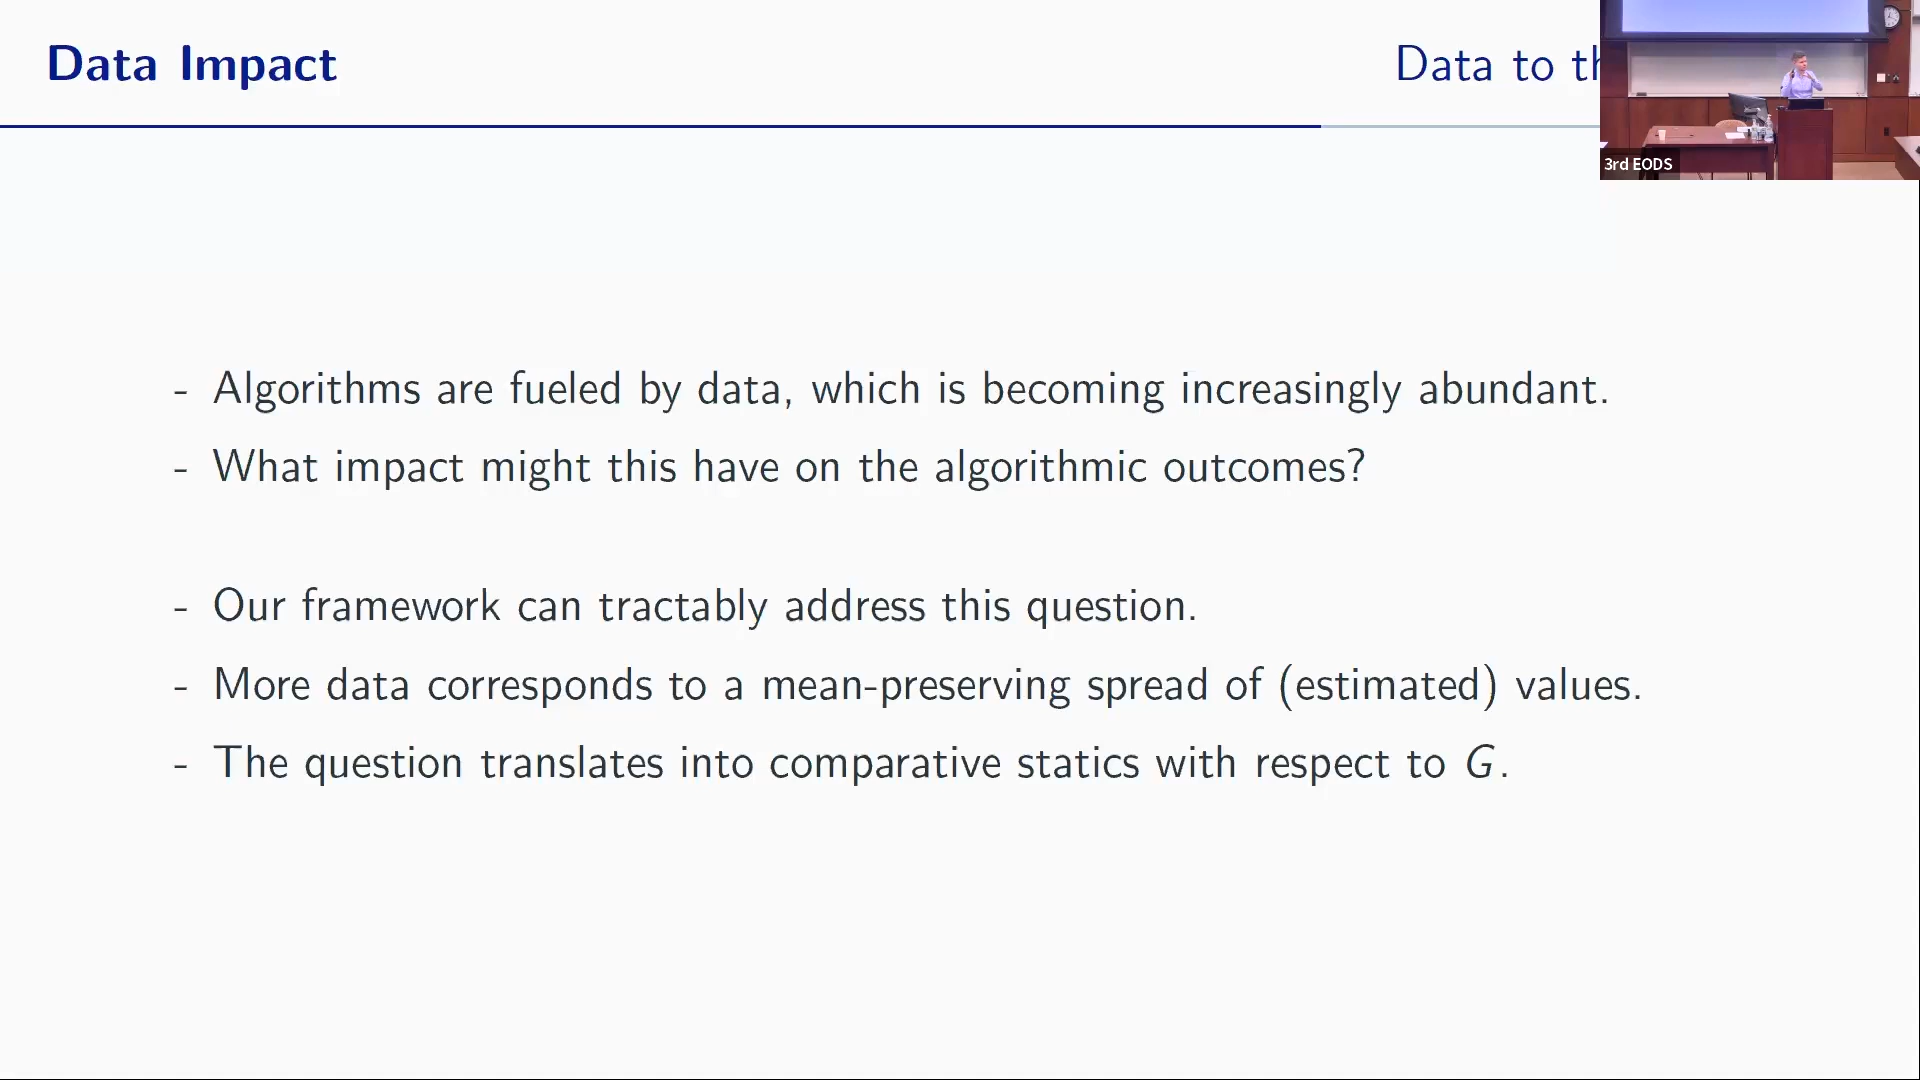 Data Impact
Data to
3rd EODS
- Algorithms are fueled by data, which is becoming increasingly abundant.
- What impact might this have on the algorithmic outcomes?
- Our framework can tractably address this question.
- More data corresponds to a mean-preserving spread of (estimated) values.
- The question translates into comparative statics with respect to G.